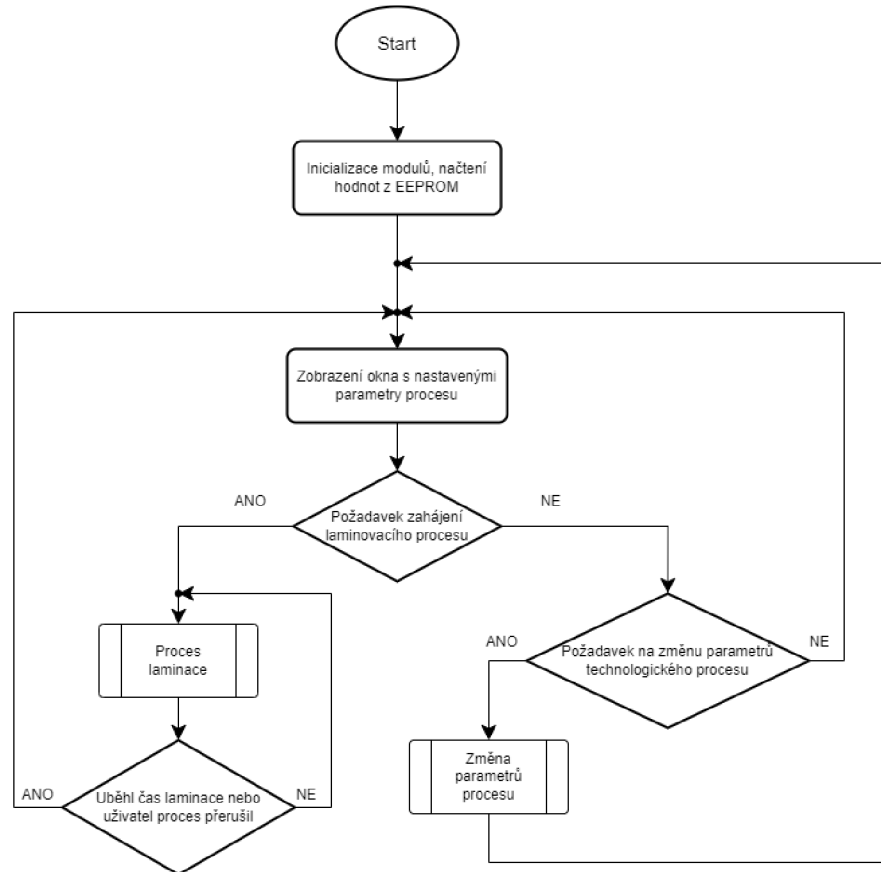 Start
Inicializace modulů, načtení
hodnot z EEPROM
Zobrazení okna s nastavenými
parametry procesu
ANO
NE
Požadavek zahájení
laminovacího procesu
Proces
laminace
ANO
NE
Požadavek na změnu parametrů
technologického procesu
Změna
parametrů
procesu
ANO
NE
Uběhl čas laminace nebo
uživatel proces přerušil